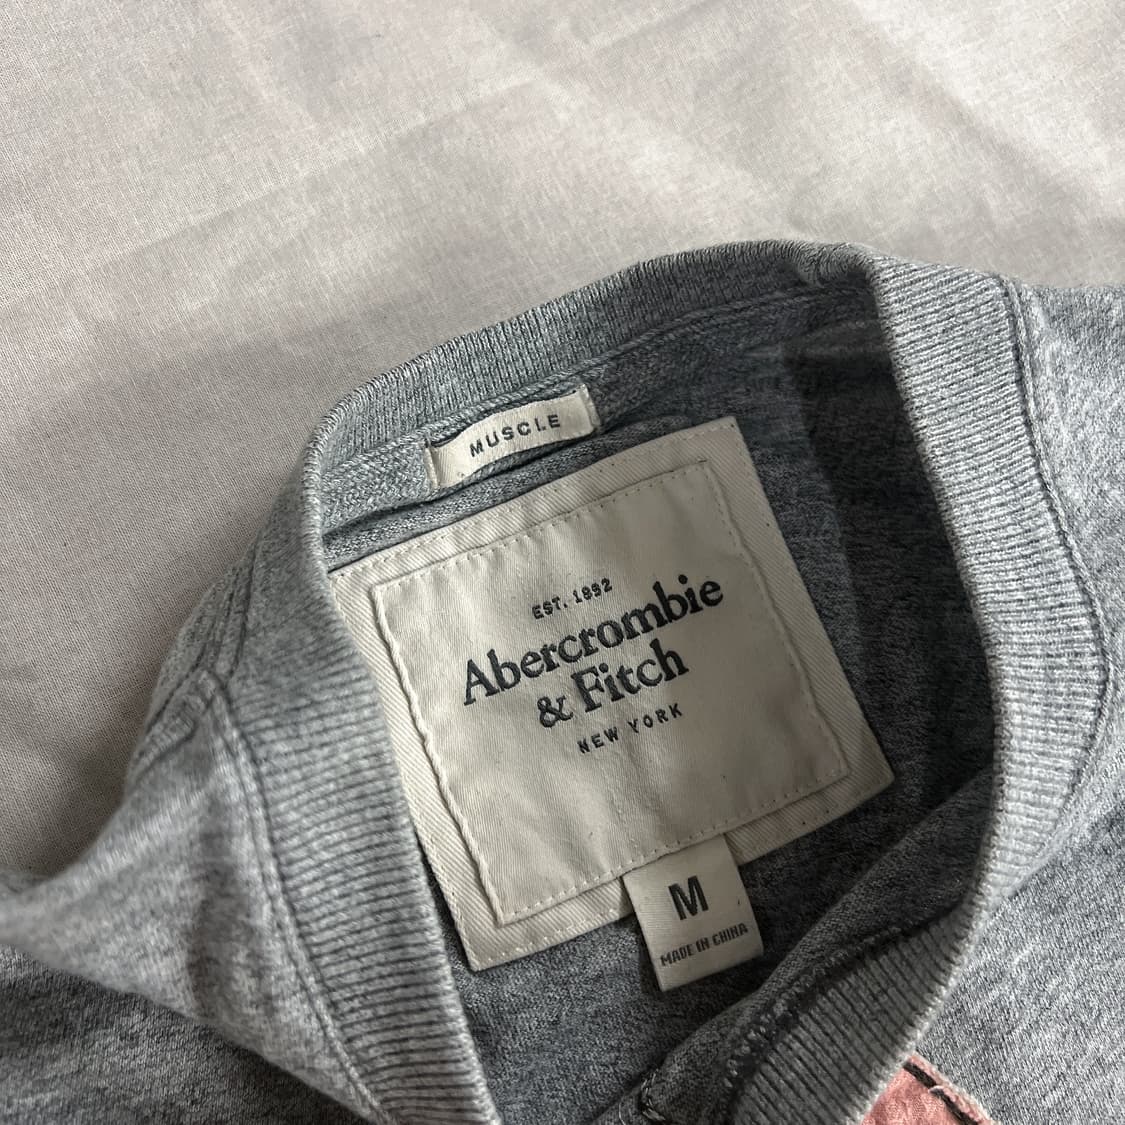 MUSCLE
EST. 1892
Abercrombie
& Fitch
NEW YORK
M
MADE IN CHINA